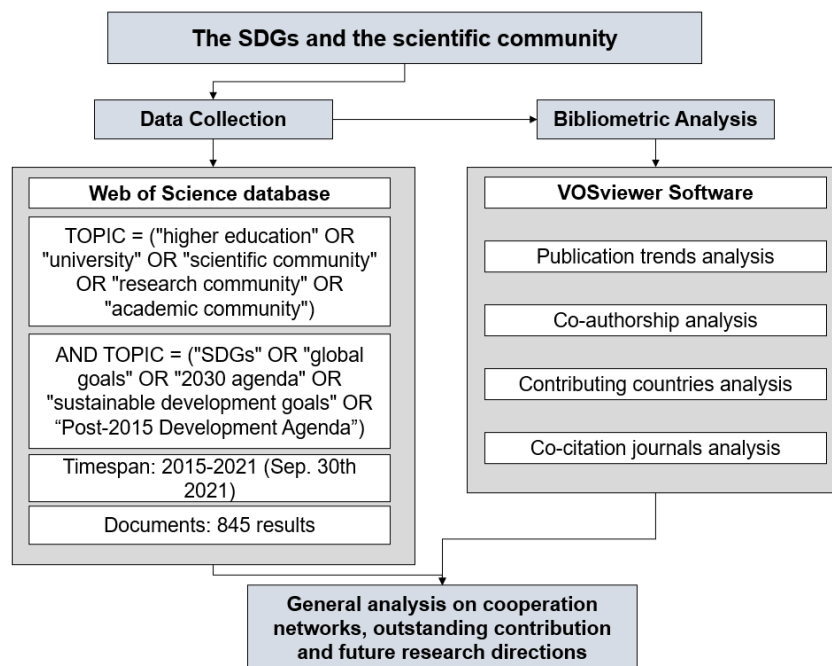 The SDGs and the scientific community
Data Collection
Bibliometric Analysis
Web of Science database
TOPIC = ("higher education" OR
"university" OR "scientific community"
OR "research community" OR
"academic community")
AND TOPIC = ("SDGs" OR "global
goals" OR "2030 agenda" OR
"sustainable development goals" OR
“Post-2015 Development Agenda”)
Timespan: 2015-2021 (Sep. 30th
2021)
Documents: 845 results
VOSviewer Software
Publication trends analysis
Co-authorship analysis
Contributing countries analysis
Co-citation journals analysis
General analysis on cooperation
networks, outstanding contribution
and future research directions